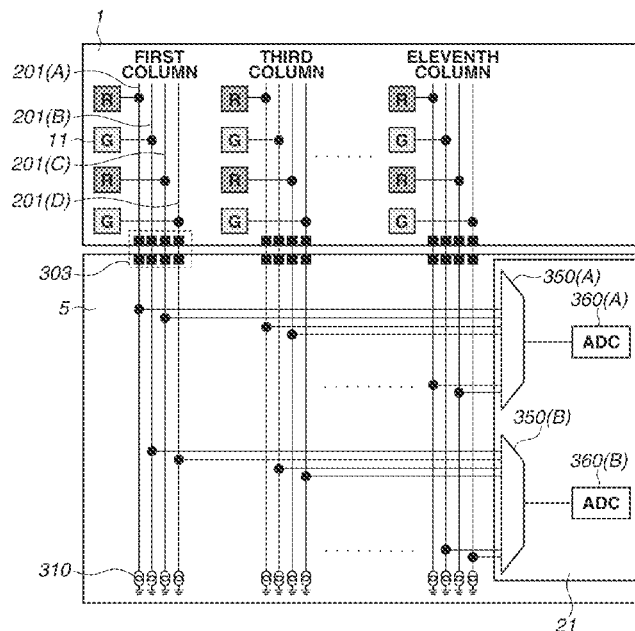 1
FIRST COLUMN
THIRD COLUMN
ELEVENTH COLUMN
201(A)
R
R
R
201(B)
11
G
G
G
201(C)
R
R
R
201(D)
G
G
G
303
5
350(A)
360(A)
ADC
350(B)
360(B)
ADC
310
21